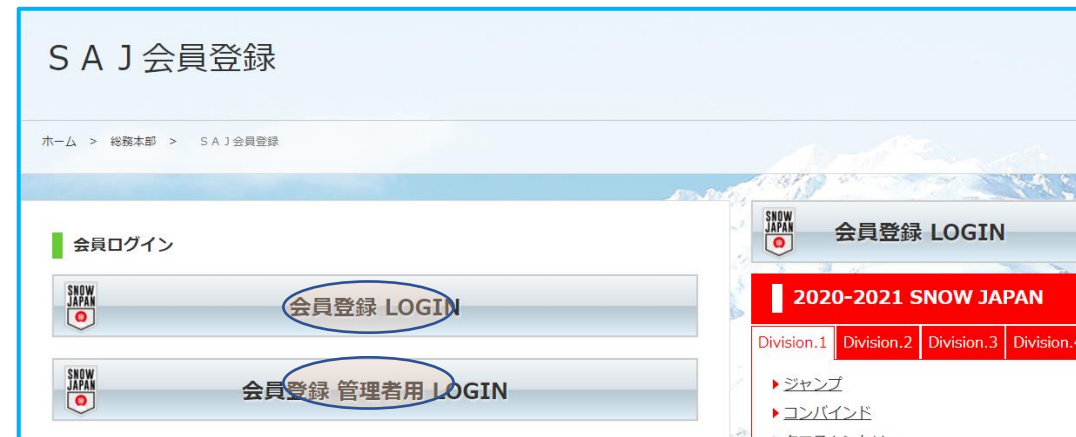 ＳＡＪ会員登録
ホーム > 総務本部 > ＳＡＪ会員登録
会員ログイン
SNOW
JAPAN
会員登録 LOGIN
SNOW
JAPAN
会員登録 管理者用 LOGIN
SNOW
JAPAN
会員登録 LOGIN
2020-2021 SNOW JAPAN
Division.1 Division.2 Division.3 Division.4
ジャンプ
コンバインド